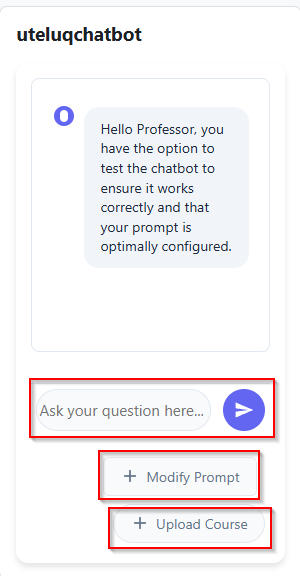 uteluqchatbot
Hello Professor, you
have the option to
test the chatbot to
ensure it works
correctly and that
your prompt is
optimally configured.
Ask your question here...
+ Modify Prompt
+ Upload Course